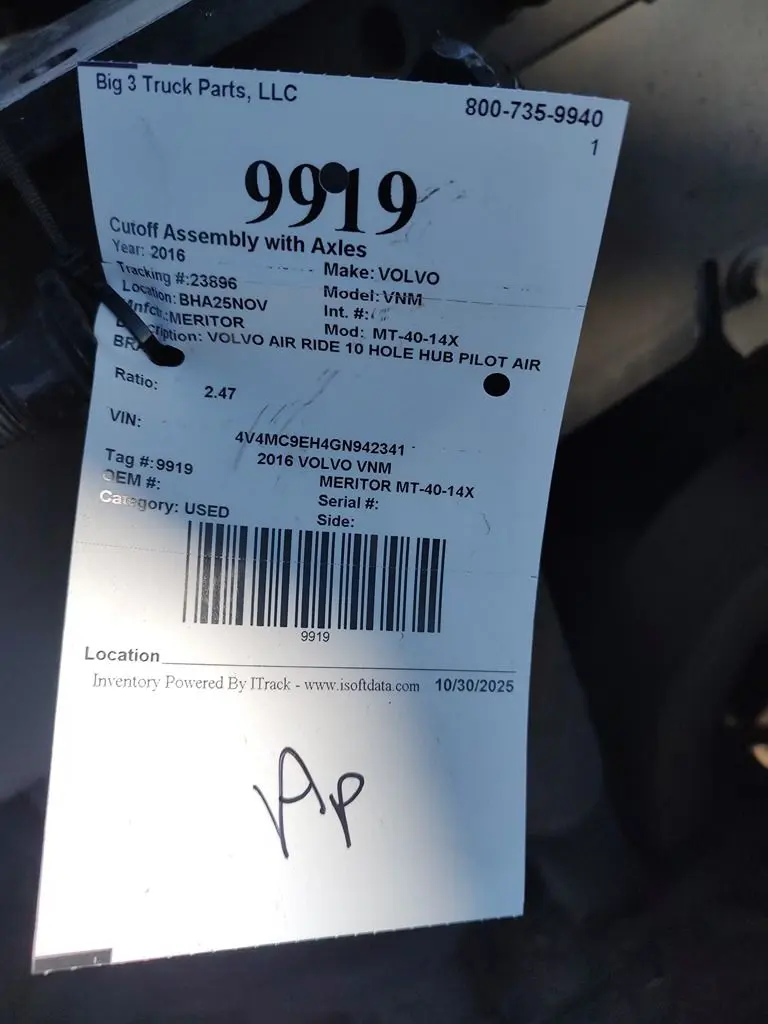 Big 3 Truck Parts, LLC 800-735-9940
1
9919
Cutoff Assembly with Axles
Year: 2016 Make: VOLVO
Tracking #:23896 Model: VNM
Location: BHA25NOV Int. #:
Mnfctr.: MERITOR Mod: MT-40-14X
ription: VOLVO AIR RIDE 10 HOLE HUB PILOT AIR
BRA
Ratio: 2.47
VIN: 4V4MC9EH4GN942341
2016 VOLVO VNM
Tag #: 9919 MERITOR MT-40-14X
OEM #: Serial #:
Category: USED Side:
9919
Location
Inventory Powered By ITrack - www.isoftdata.com 10/30/2025